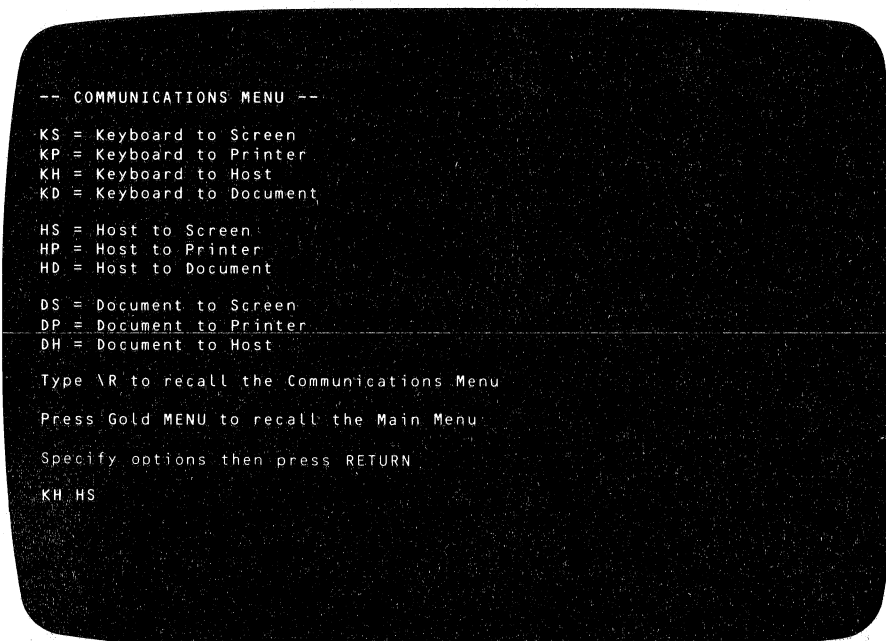 -- COMMUNICATIONS MENU --
KS = Keyboard to Screen
KP = Keyboard to Printer
KH = Keyboard to Host
KD = Keyboard to Document
HS = Host to Screen
HP = Host to Printer
HD = Host to Document
DS = Document to Screen
DP = Document to Printer
DH = Document to Host
Type \R to recall the Communications Menu
Press Gold MENU to recall the Main Menu
Specify options then press RETURN
KH HS